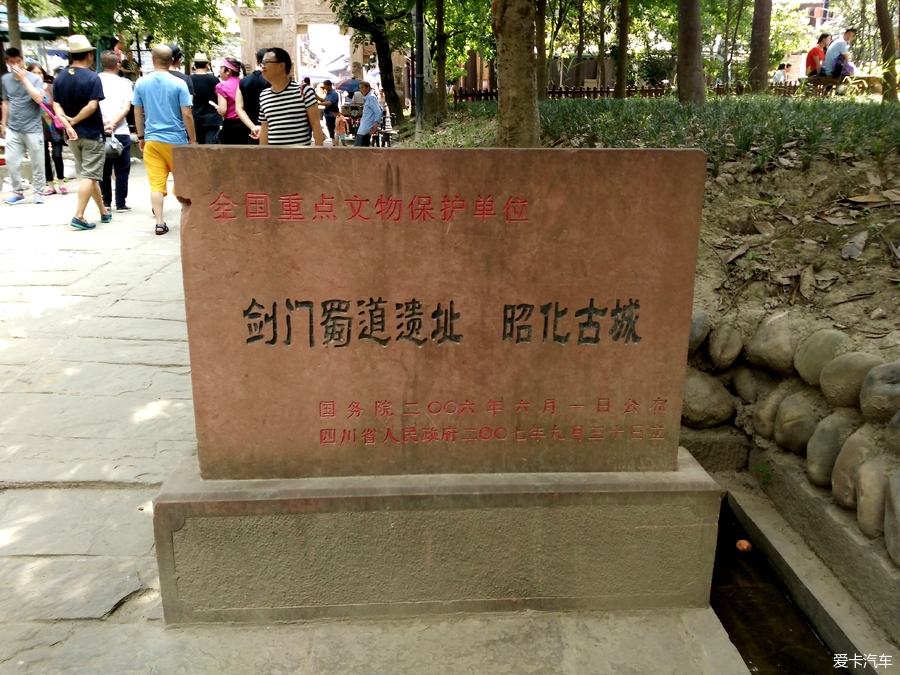 全国重点文物保护单位
剑门蜀道遗址 昭化古城
国务院二〇〇六年六月一日公布
四川省人民政府二〇〇七年九月三十日立
爱卡汽车